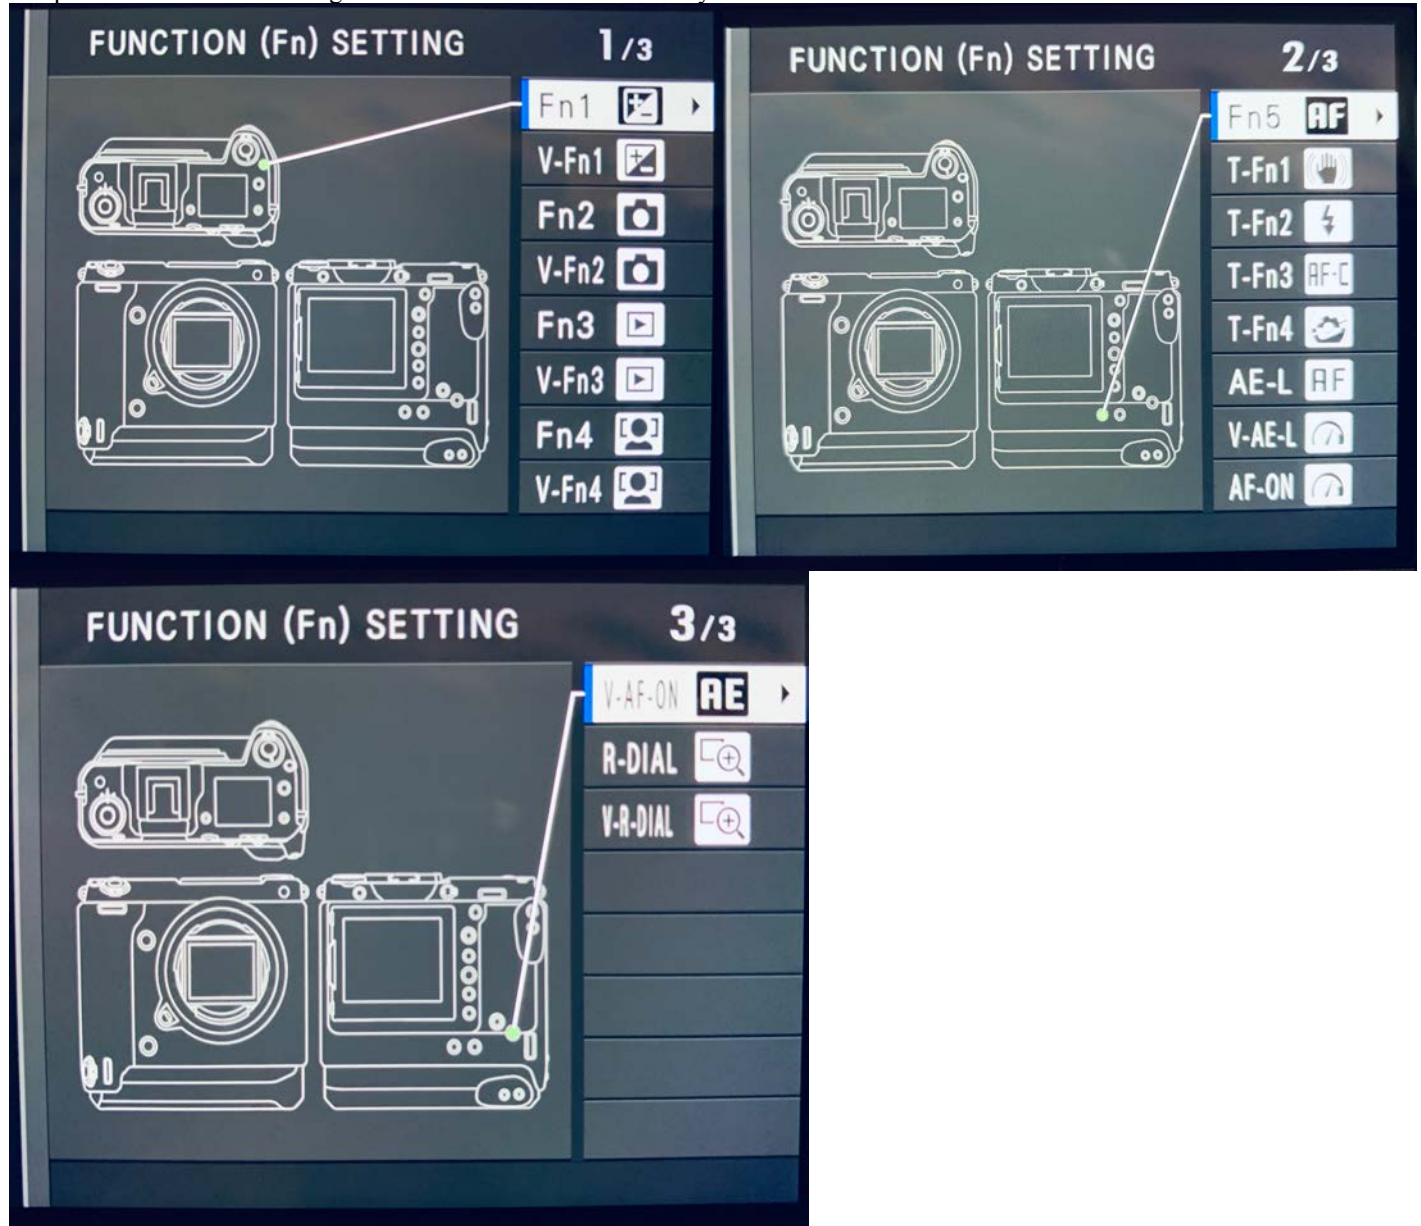 FUNCTION (Fn) SETTING 1/3
Fn1
V-Fn1
Fn2
V-Fn2
Fn3
V-Fn3
Fn4
V-Fn4
FUNCTION (Fn) SETTING 2/3
Fn5 AF
T-Fn1
T-Fn2
T-Fn3 AF-C
T-Fn4
AE-L AF
V-AE-L
AF-ON
FUNCTION (Fn) SETTING 3/3
V-AF-ON AE
R-DIAL
V-R-DIAL